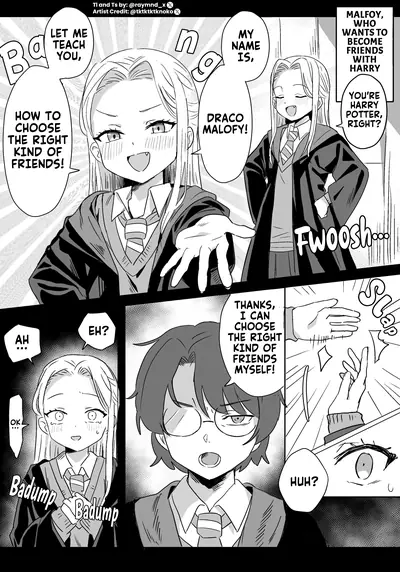 Tl and Ts by: @raymnd_x
Artist Credit: @tktktktknoko
MALFOY,
WHO WANTS
TO BECOME
FRIENDS
WITH
HARRY
YOU'RE
HARRY
POTTER,
RIGHT?
Fwoosh...
MY
NAME
IS,
DRACO
MALOFY!
Ba
ng
LET ME
TEACH
YOU,
HOW TO
CHOOSE
THE RIGHT
KIND OF
FRIENDS!
Slap
HUH?
THANKS,
I CAN
CHOOSE
THE RIGHT
KIND OF
FRIENDS
MYSELF!
EH?
AH
...
OK...
Badump
Badump